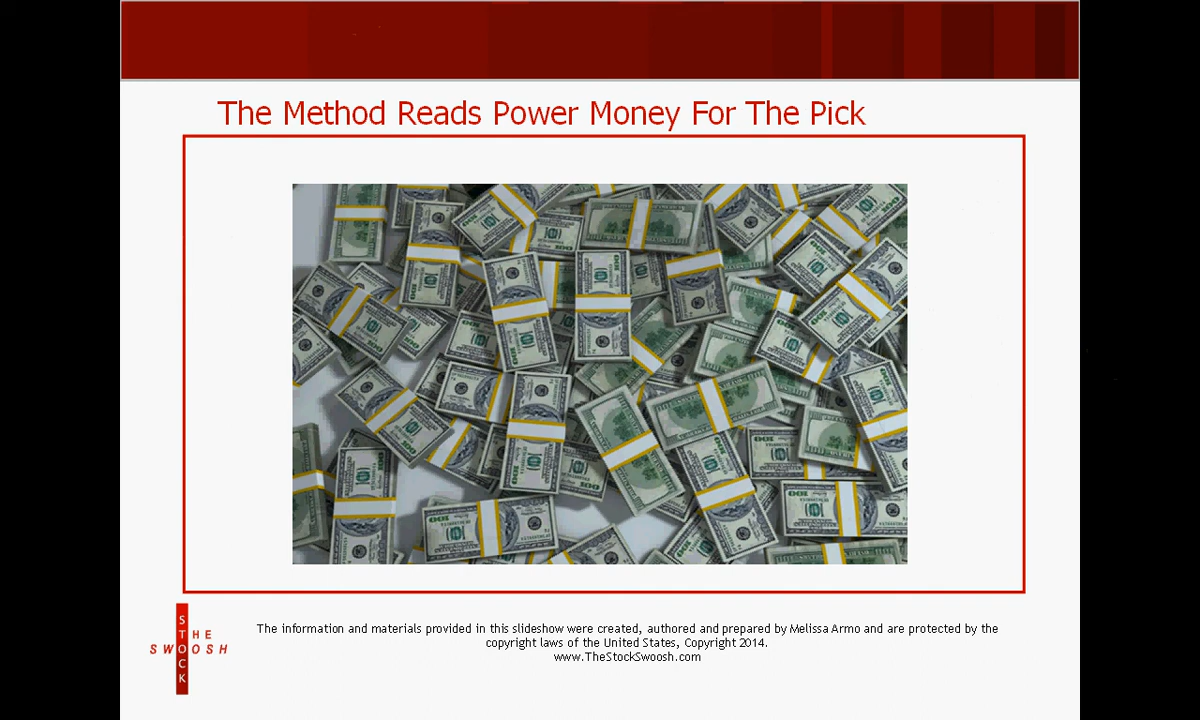 The Method Reads Power Money For The Pick
The information and materials provided in this slideshow were created, authored and prepared by Melissa Armo and are protected by the
copyright laws of the United States, Copyright 2014.
www.TheStockSwoosh.com
THE
STOCK
SWOOSH